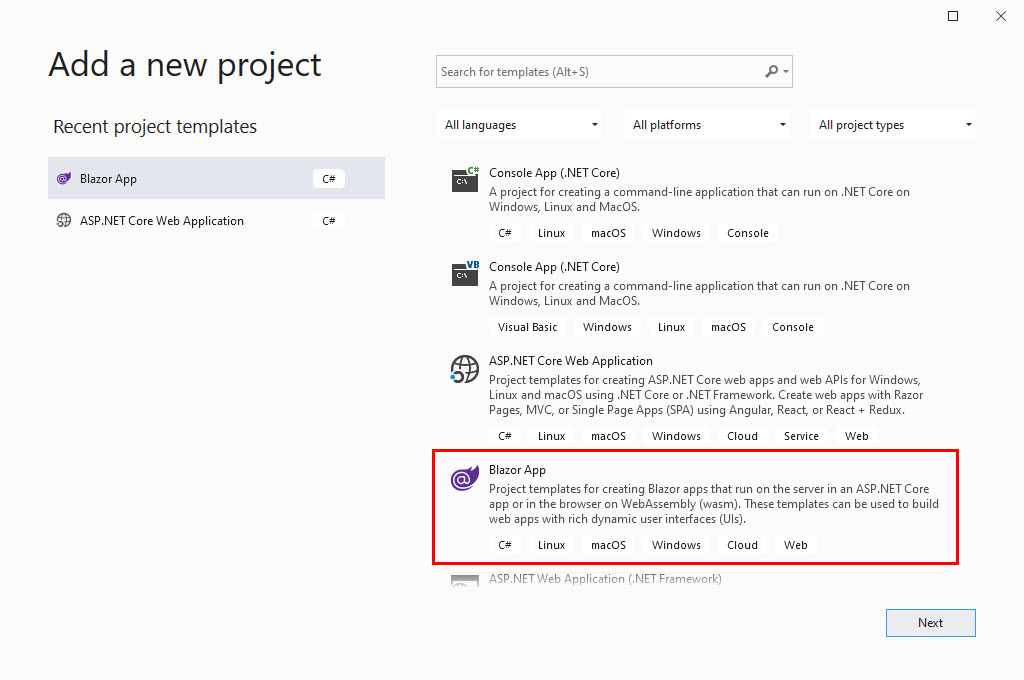 Add a new project
Search for templates (Alt+S)
Recent project templates
All languages
All platforms
All project types
Blazor App
C#
ASP.NET Core Web Application
C#
C#
C:\
Console App (.NET Core)
A project for creating a command-line application that can run on .NET Core on
Windows, Linux and MacOS.
C# Linux macOS Windows Console
VB
C:\
Console App (.NET Core)
A project for creating a command-line application that can run on .NET Core on
Windows, Linux and MacOS.
Visual Basic Windows Linux macOS Console
ASP.NET Core Web Application
Project templates for creating ASP.NET Core web apps and web APIs for Windows,
Linux and macOS using .NET Core or .NET Framework. Create web apps with Razor
Pages, MVC, or Single Page Apps (SPA) using Angular, React, or React + Redux.
C# Linux macOS Windows Cloud Service Web
@
Blazor App
Project templates for creating Blazor apps that run on the server in an ASP.NET Core
app or in the browser on WebAssembly (wasm). These templates can be used to build
web apps with rich dynamic user interfaces (UIs).
C# Linux macOS Windows Cloud Web
ASP.NET Web Application (.NET Framework)
Next